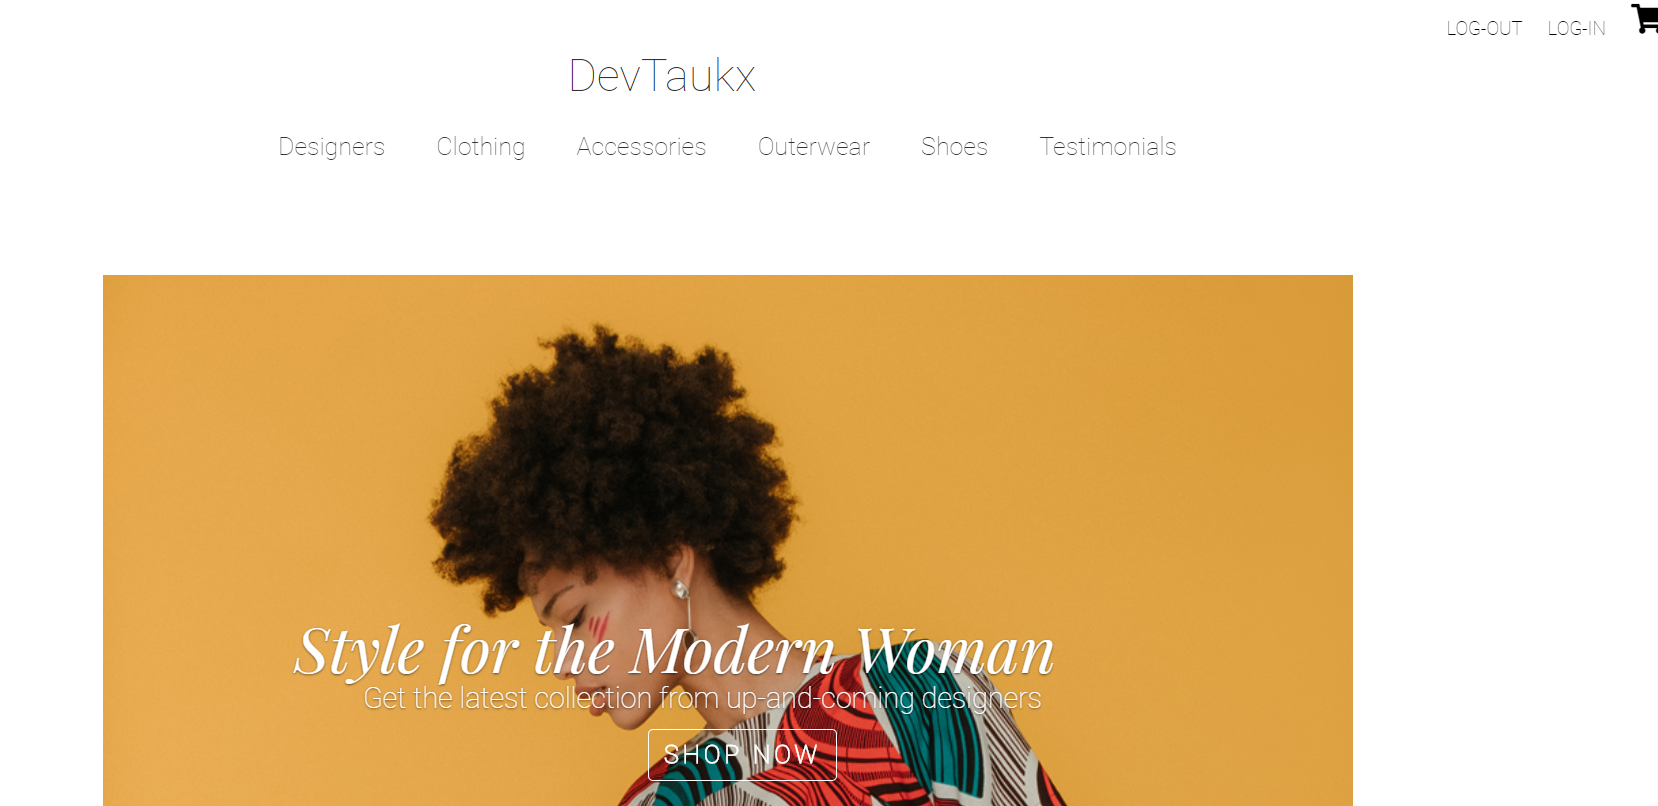 LOG-OUT LOG-IN
DevTaukx
Designers Clothing Accessories Outerwear Shoes Testimonials
Style for the Modern Woman
Get the latest collection from up-and-coming designers
SHOP NOW